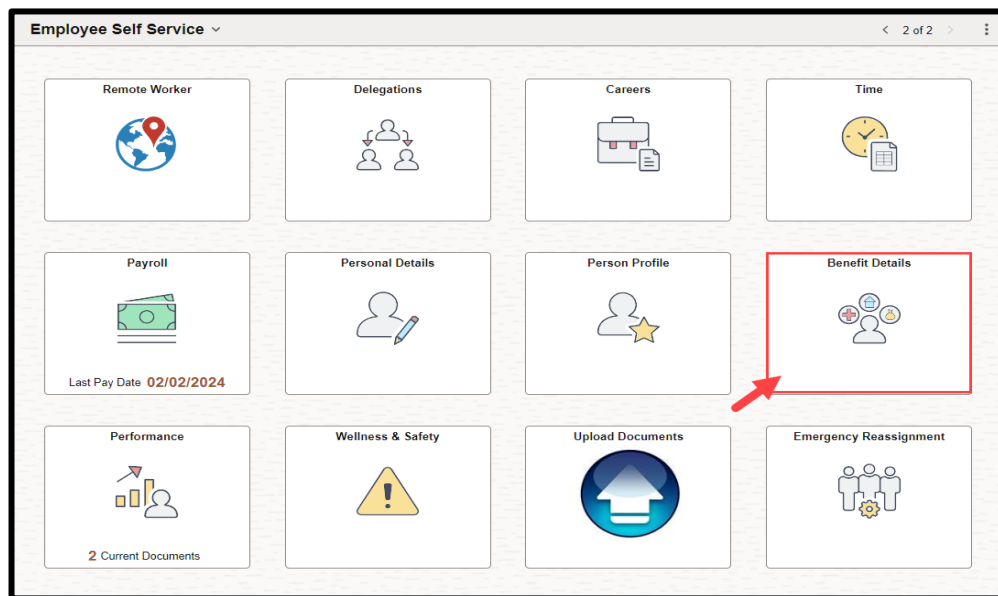 Employee Self Service
2 of 2
Remote Worker
Delegations
Careers
Time
Payroll
Last Pay Date 02/02/2024
Personal Details
Person Profile
Benefit Details
Performance
2 Current Documents
Wellness & Safety
Upload Documents
Emergency Reassignment